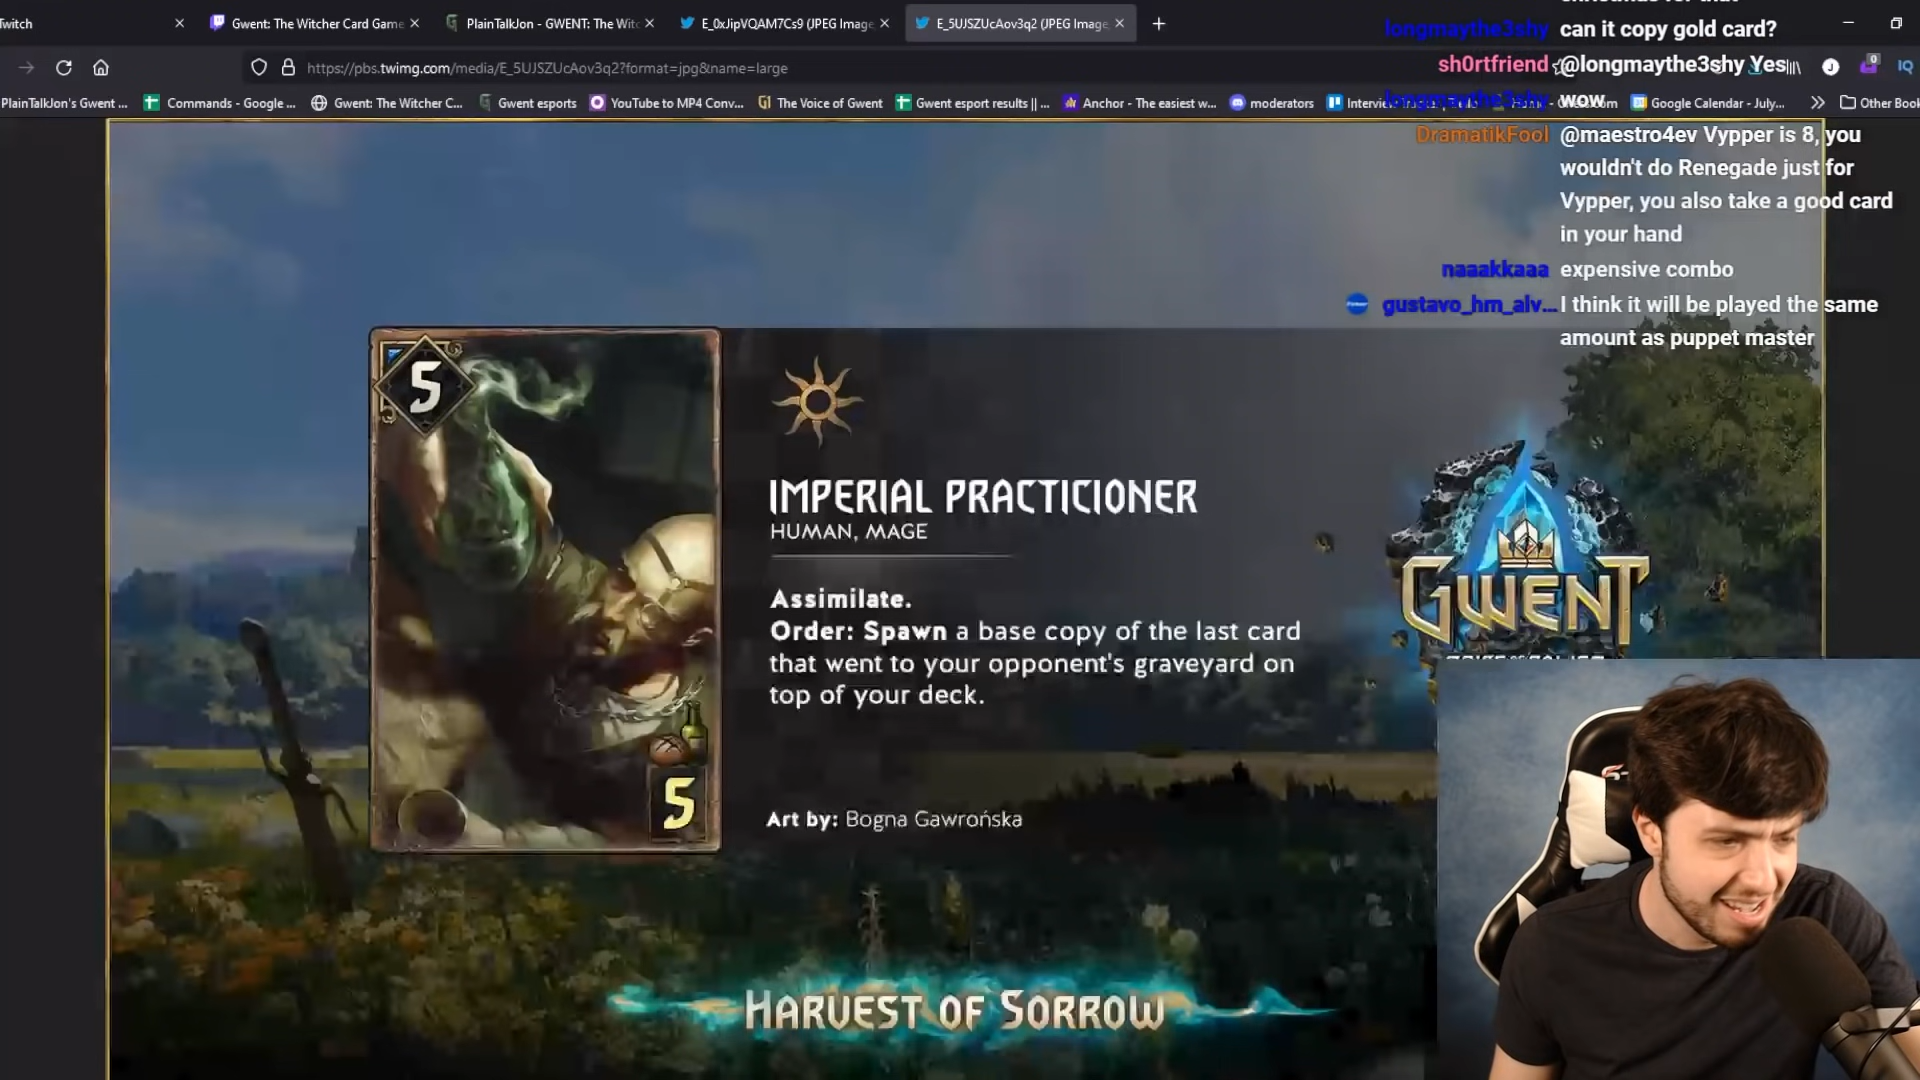 Twitch
Gwent: The Witcher Card Game
PlainTalkJon - GWENT: The Witc
E_0xJipVQAM7Cs9 (JPEG Image,
E_5UJSZUcAov3q2 (JPEG Image,
https://pbs.twimg.com/media/E_5UJSZUcAov3q2?format=jpg&name=large
PlainTalkJon's Gwent ...
Commands - Google ...
Gwent: The Witcher C...
Gwent esports
YouTube to MP4 Conv...
The Voice of Gwent
Gwent esport results || ...
Anchor - The easiest w...
moderators
Google Calendar - July...
Other Book
longmaythe3shy can it copy gold card?
sh0rtfriend @longmaythe3shy Yes
longmaythe3shy wow
DramatikFool @maestro4ev Vypper is 8, you
wouldn't do Renegade just for
Vypper, you also take a good card
in your hand
naaakkaaa expensive combo
gustavo_hm_alv... I think it will be played the same
amount as puppet master
5
IMPERIAL PRACTICIONER
HUMAN, MAGE
Assimilate.
Order: Spawn a base copy of the last card
that went to your opponent's graveyard on
top of your deck.
5
Art by: Bogna Gawrońska
GWENT
HARVEST OF SORROW